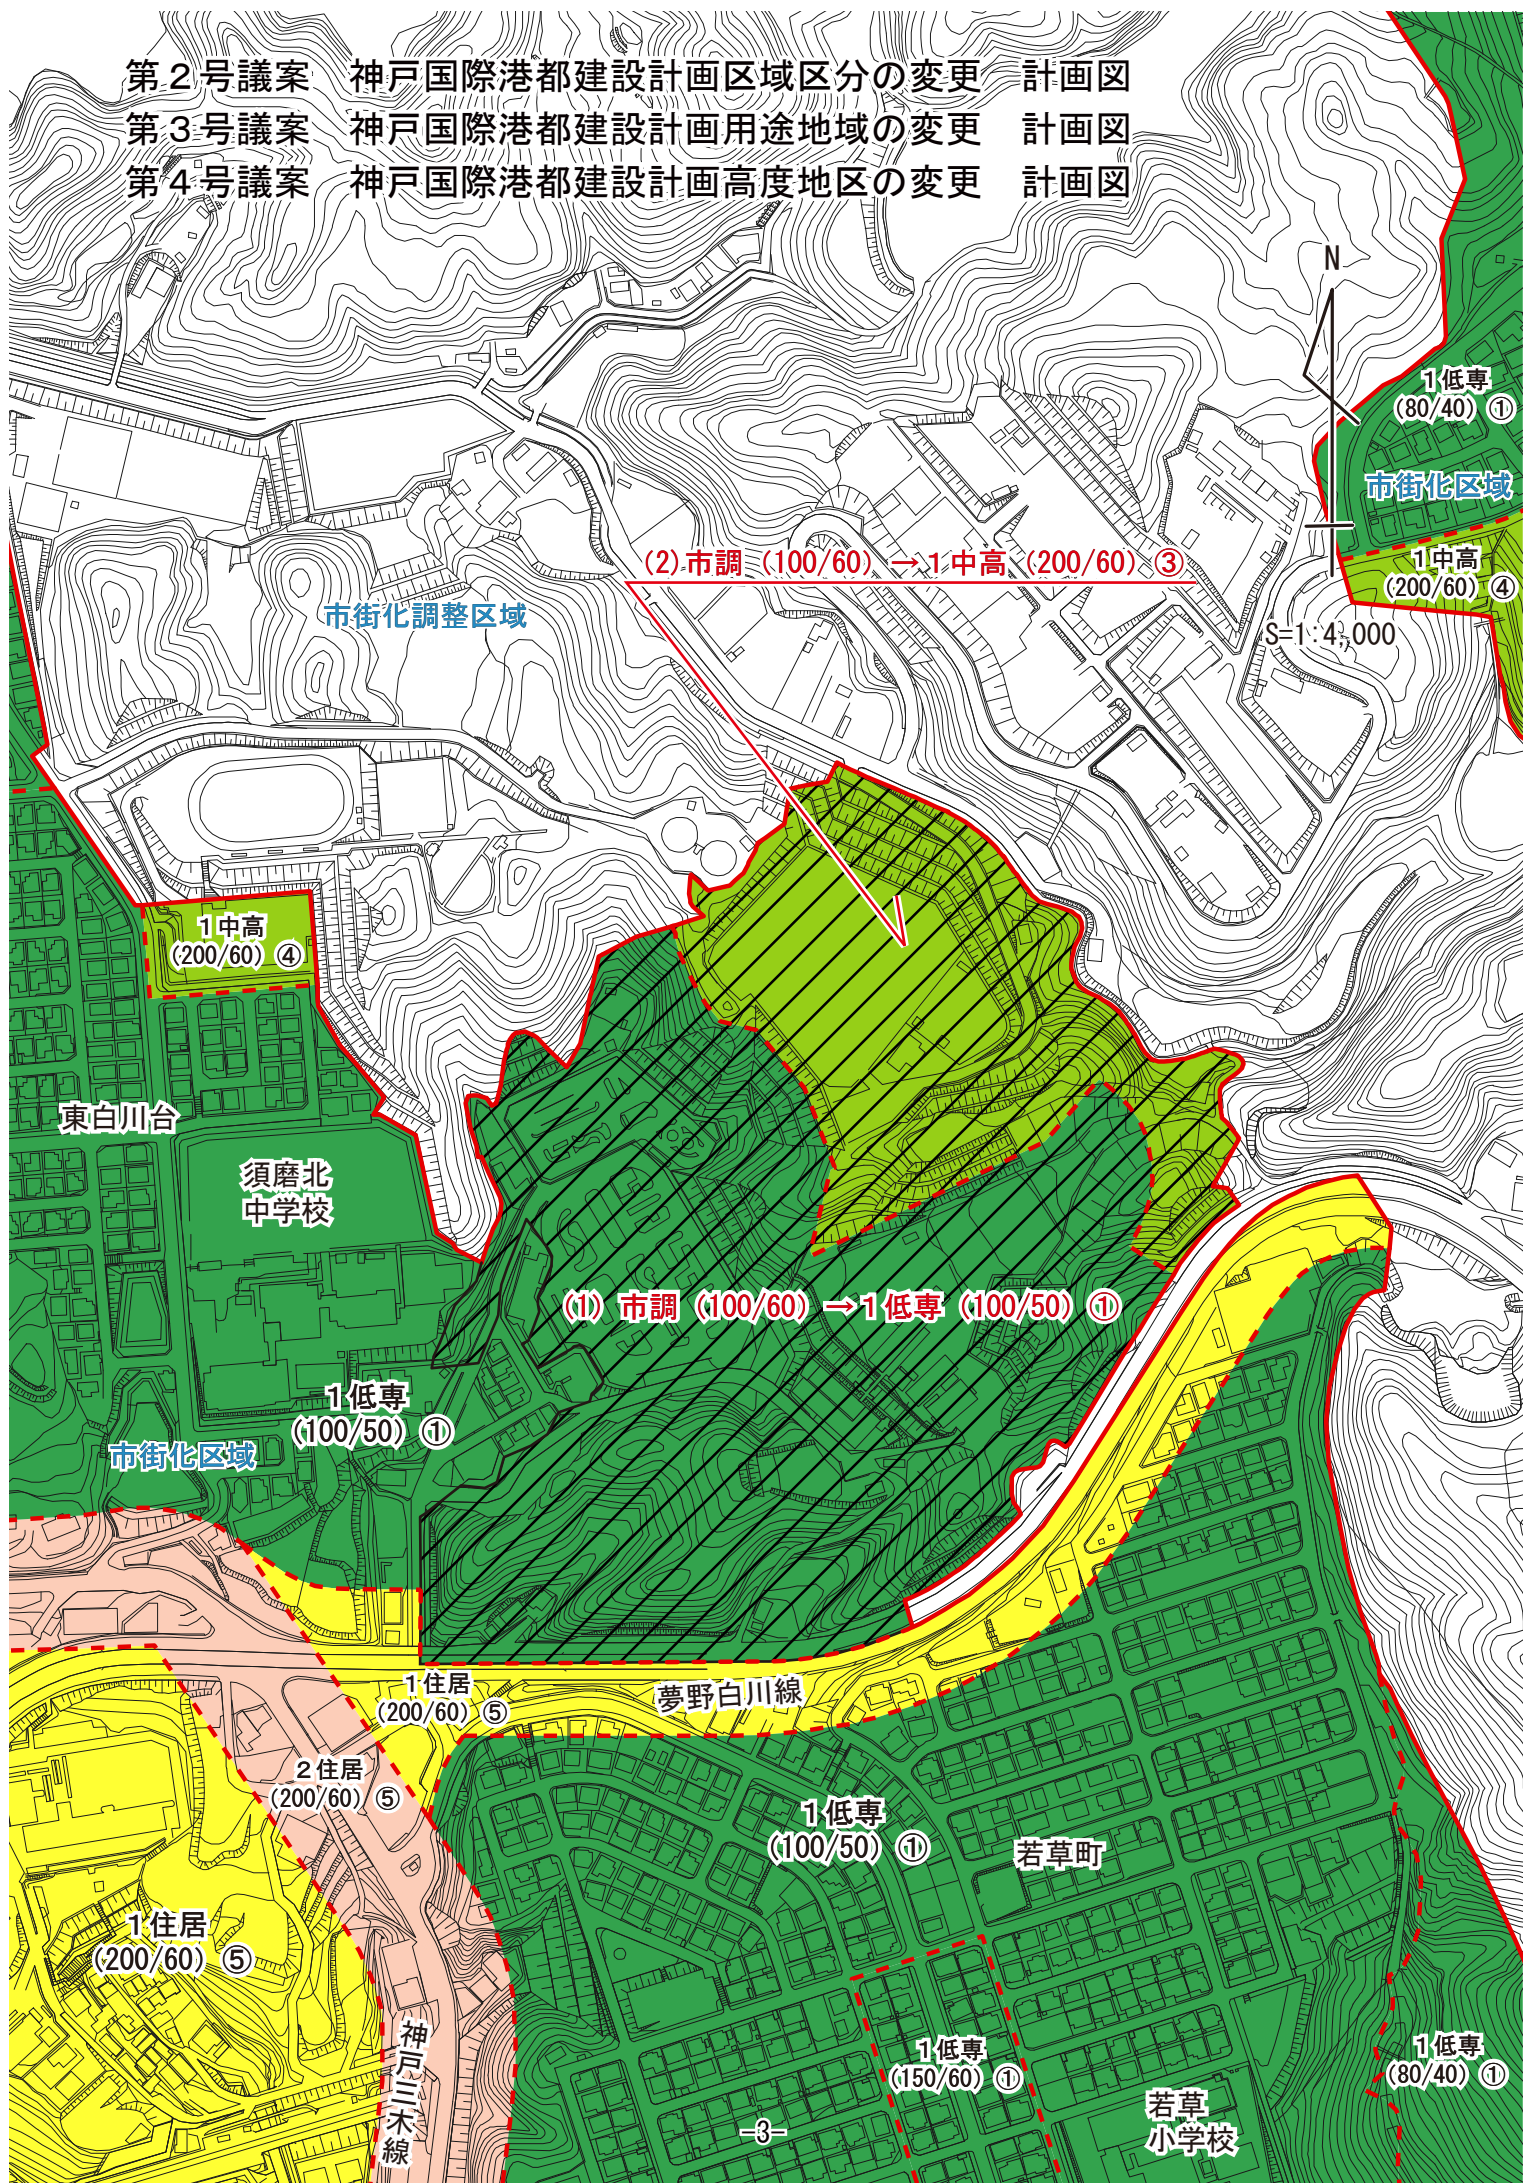 第２号議案　神戸国際港都建設計画区域区分の変更　計画図
第３号議案　神戸国際港都建設計画用途地域の変更　計画図
第４号議案　神戸国際港都建設計画高度地区の変更　計画図
N
１低専
(80/40) ①
市街化区域
１中高
(200/60) ④
S=1:4,000
(2)市調（100/60）→１中高（200/60）③
市街化調整区域
１中高
(200/60) ④
東白川台
須磨北
中学校
(1) 市調（100/60）→１低専（100/50）①
１低専
(100/50) ①
市街化区域
１住居
(200/60) ⑤
夢野白川線
２住居
(200/60) ⑤
１低専
(100/50) ①
若草町
１住居
(200/60) ⑤
神戸三木線
１低専
(150/60) ①
１低専
(80/40) ①
若草
小学校
-3-